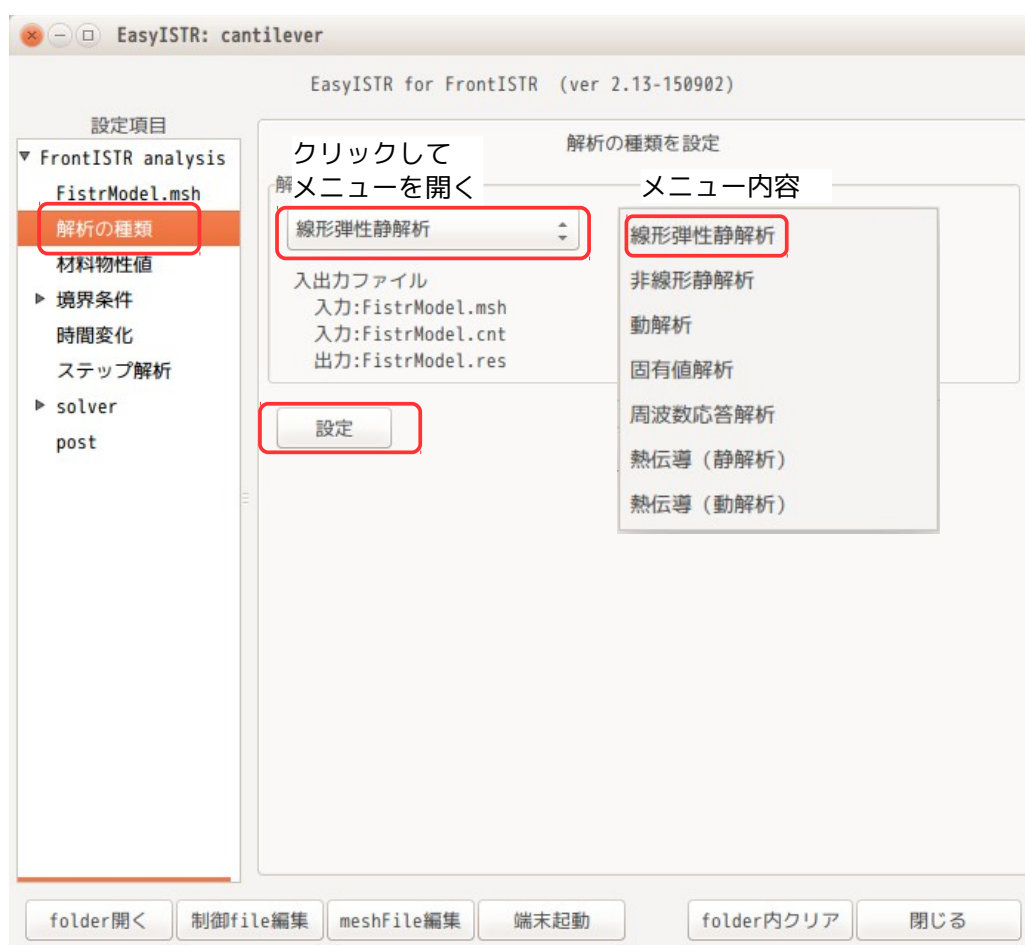 EasyISTR: cantilever
EasyISTR for FrontISTR (ver 2.13-150902)
設定項目
FrontISTR analysis
FistrModel.msh
解析の種類
材料物性値
境界条件
時間変化
ステップ解析
solver
post
解析の種類を設定
クリックして
メニューを開く
解
線形弾性静解析
入出力ファイル
入力:FistrModel.msh
入力:FistrModel.cnt
出力:FistrModel.res
設定
メニュー内容
線形弾性静解析
非線形静解析
動解析
固有値解析
周波数応答解析
熱伝導（静解析）
熱伝導（動解析）
folder開く
制御file編集
meshFile編集
端末起動
folder内クリア
閉じる